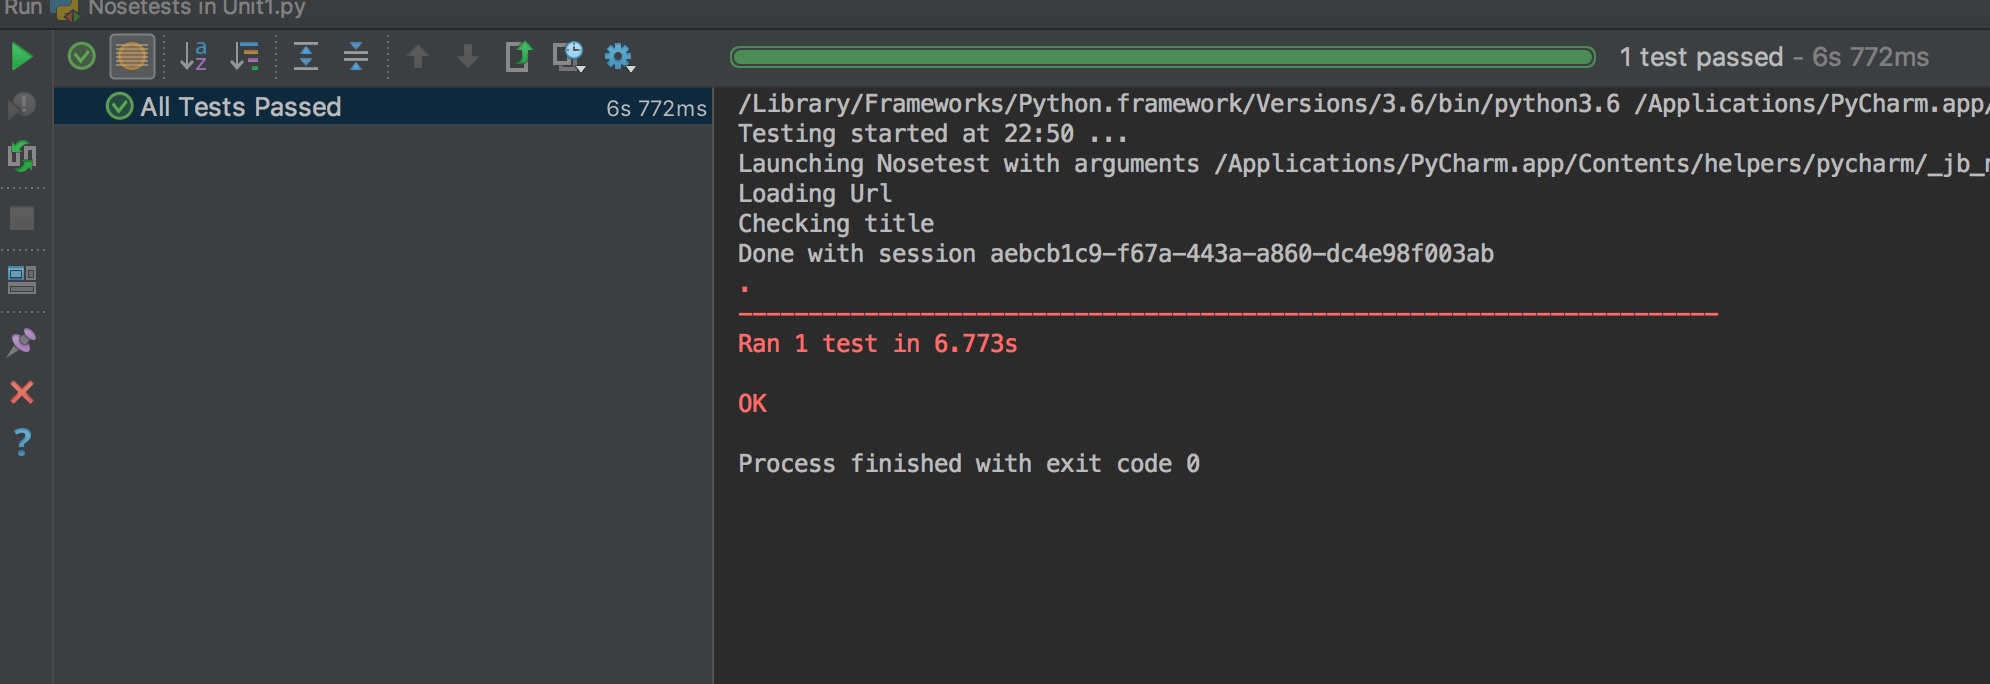 Run Nosetests in Unit1.py
1 test passed - 6s 772ms
All Tests Passed 6s 772ms
/Library/Frameworks/Python.framework/Versions/3.6/bin/python3.6 /Applications/PyCharm.app/
Testing started at 22:50 ...
Launching Nosetest with arguments /Applications/PyCharm.app/Contents/helpers/pycharm/_jb_n
Loading Url
Checking title
Done with session aebcb1c9-f67a-443a-a860-dc4e98f003ab
.
----------------------------------------------------------------------
Ran 1 test in 6.773s
OK
Process finished with exit code 0